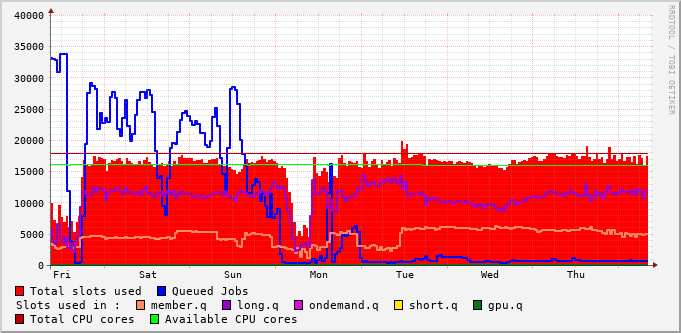 40000
35000
30000
25000
20000
15000
10000
5000
0
Fri Sat Sun Mon Tue Wed Thu
RRDTOOL / TOBI OETIKER
Total slots used Queued Jobs
Slots used in : member.q long.q ondemand.q short.q gpu.q
Total CPU cores Available CPU cores